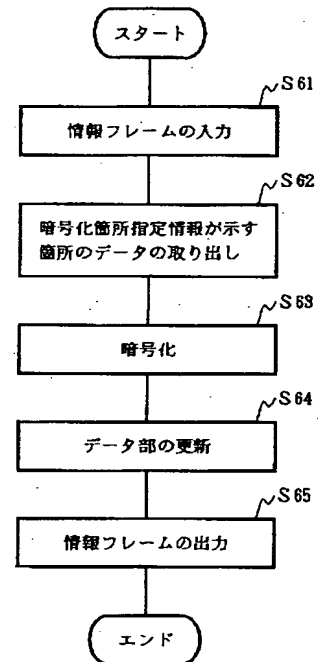 スタート
S61
情報フレームの入力
S62
暗号化箇所指定情報が示す
箇所のデータの取り出し
S63
暗号化
S64
データ部の更新
S65
情報フレームの出力
エンド